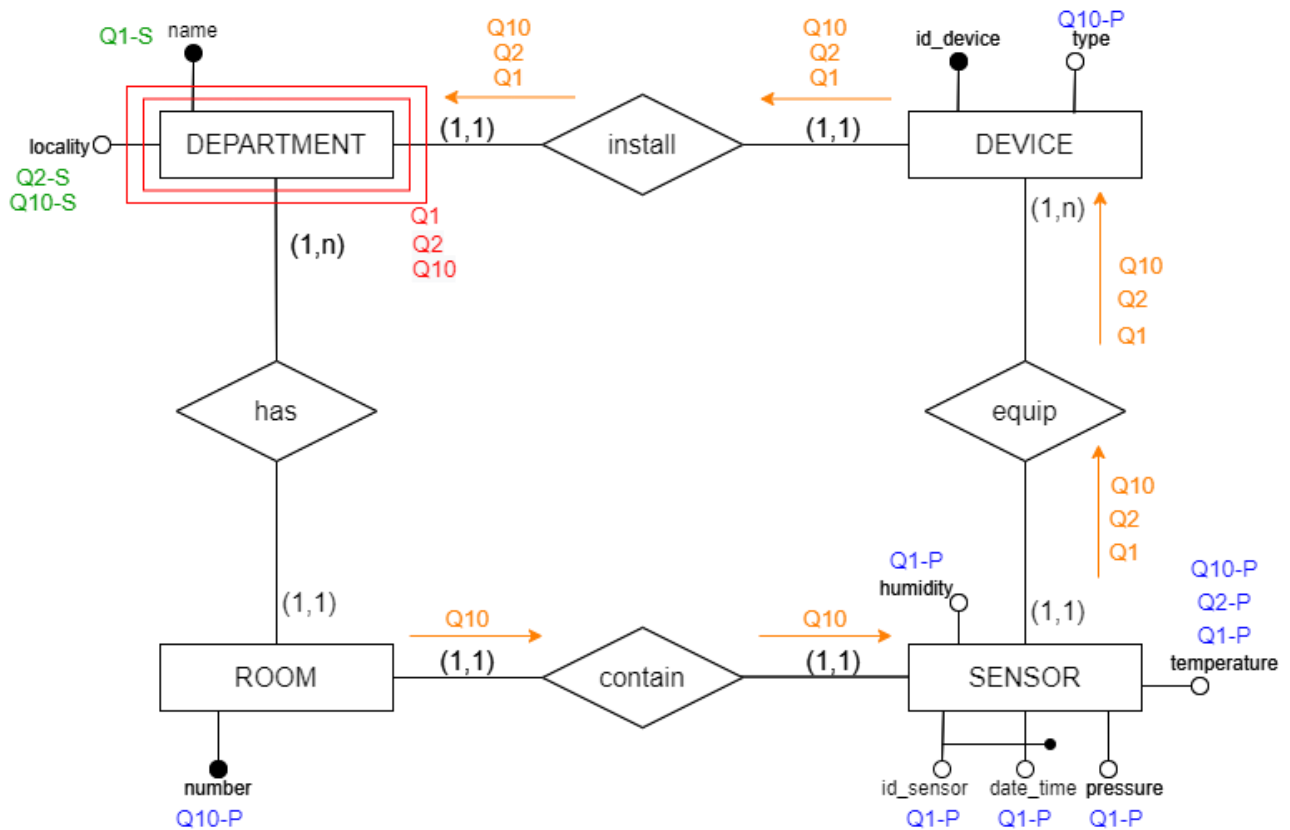 Q1-S
name
Q10
Q2
Q1
Q10
Q2
Q1
id_device
Q10-P
type
locality
Q2-S
Q10-S
DEPARTMENT
(1,1)
install
(1,1)
DEVICE
Q1
Q2
Q10
(1,n)
(1,n)
Q10
Q2
Q1
has
equip
Q10
Q2
Q1
Q1-P
humidity
Q10-P
Q2-P
Q1-P
temperature
(1,1)
(1,1)
Q10
Q10
ROOM
(1,1)
contain
(1,1)
SENSOR
number
Q10-P
id_sensor
Q1-P
date_time
Q1-P
pressure
Q1-P